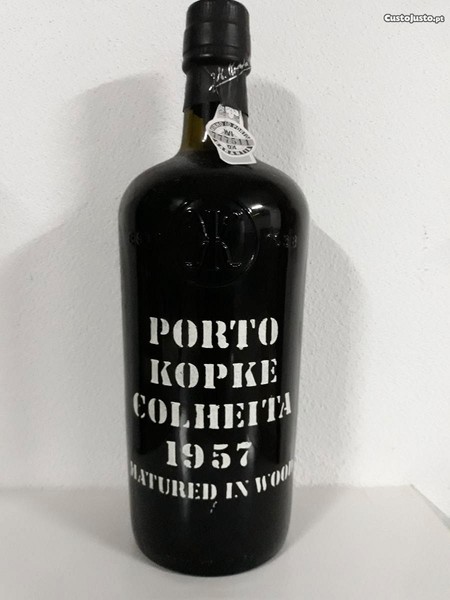 CustoJusto.pt
PORTO
KOPKE
COLHEITA
1957
MATURED IN WOOD